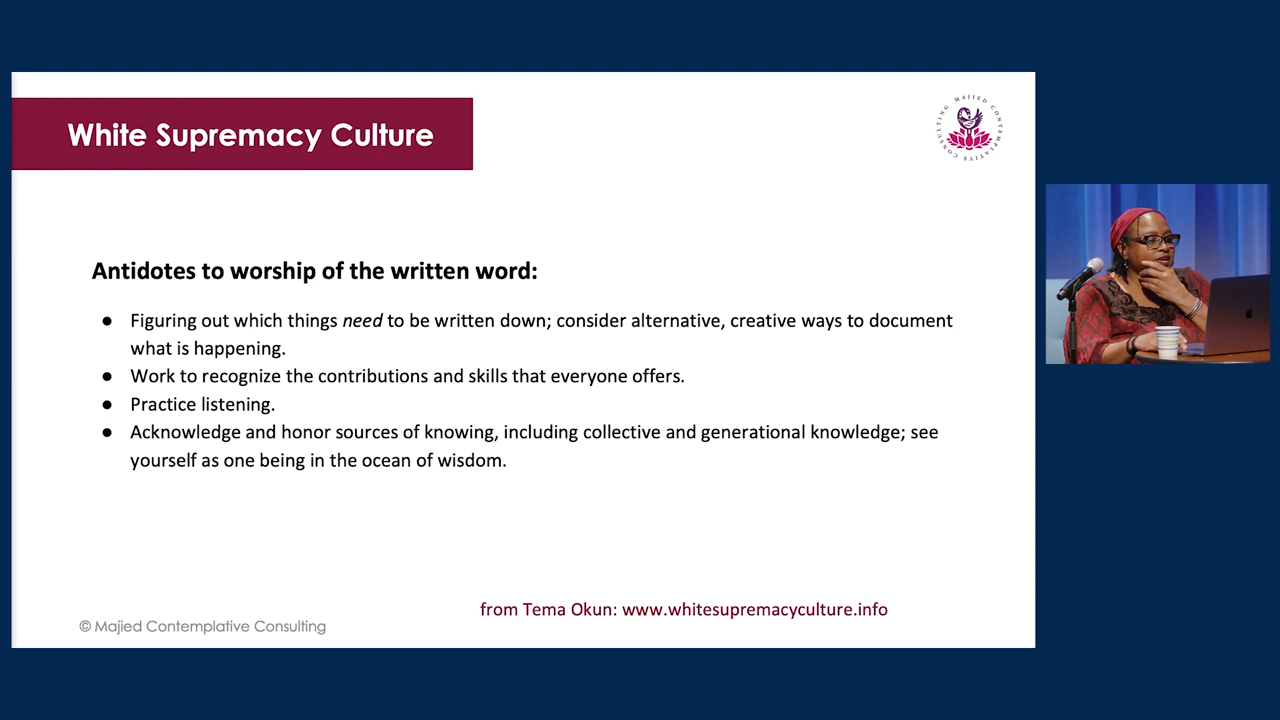 White Supremacy Culture
MAJIED CONTEMPLATIVE CONSULTING
Antidotes to worship of the written word:
● Figuring out which things need to be written down; consider alternative, creative ways to document
what is happening.
● Work to recognize the contributions and skills that everyone offers.
● Practice listening.
● Acknowledge and honor sources of knowing, including collective and generational knowledge; see
yourself as one being in the ocean of wisdom.
from Tema Okun: www.whitesupremacyculture.info
© Majied Contemplative Consulting